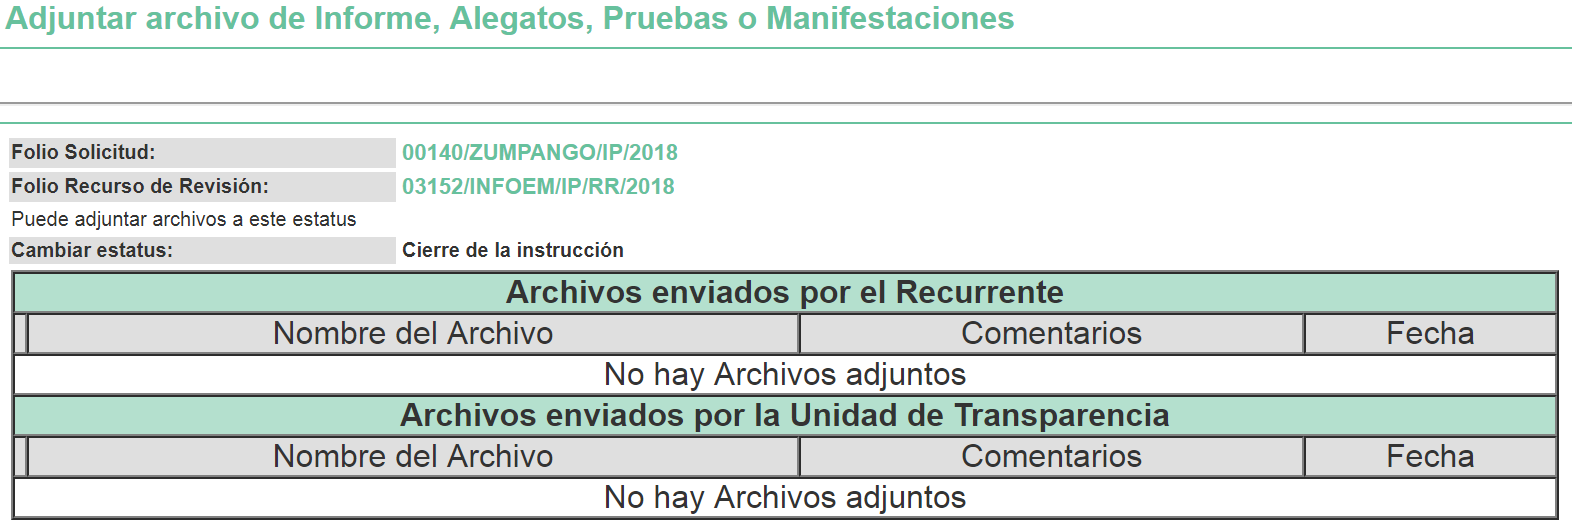 Adjuntar archivo de Informe, Alegatos, Pruebas o Manifestaciones
Folio Solicitud: 00140/ZUMPANGO/IP/2018
Folio Recurso de Revisión: 03152/INFOEM/IP/RR/2018
Puede adjuntar archivos a este estatus
Cambiar estatus: Cierre de la instrucción
Archivos enviados por el Recurrente
Nombre del Archivo Comentarios Fecha
No hay Archivos adjuntos
Archivos enviados por la Unidad de Transparencia
Nombre del Archivo Comentarios Fecha
No hay Archivos adjuntos